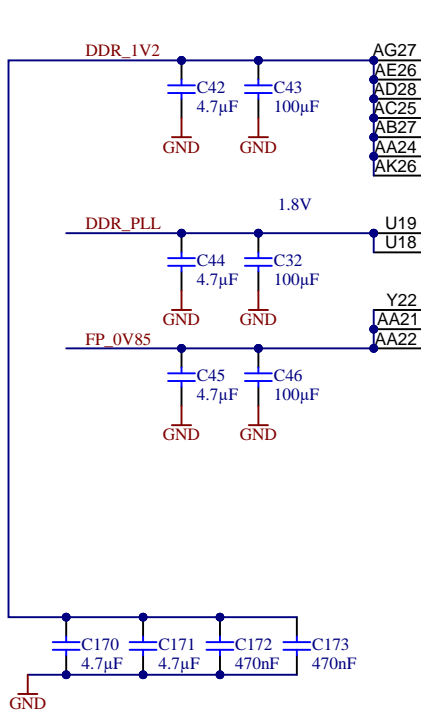 DDR_1V2
AG27
AE26
AD28
AC25
AB27
AA24
AK26
C42
4.7µF
C43
100µF
GND
GND
1.8V
DDR_PLL
U19
U18
C44
4.7µF
C32
100µF
GND
GND
Y22
AA21
AA22
FP_0V85
C45
4.7µF
C46
100µF
GND
GND
C170
4.7µF
C171
4.7µF
C172
470nF
C173
470nF
GND